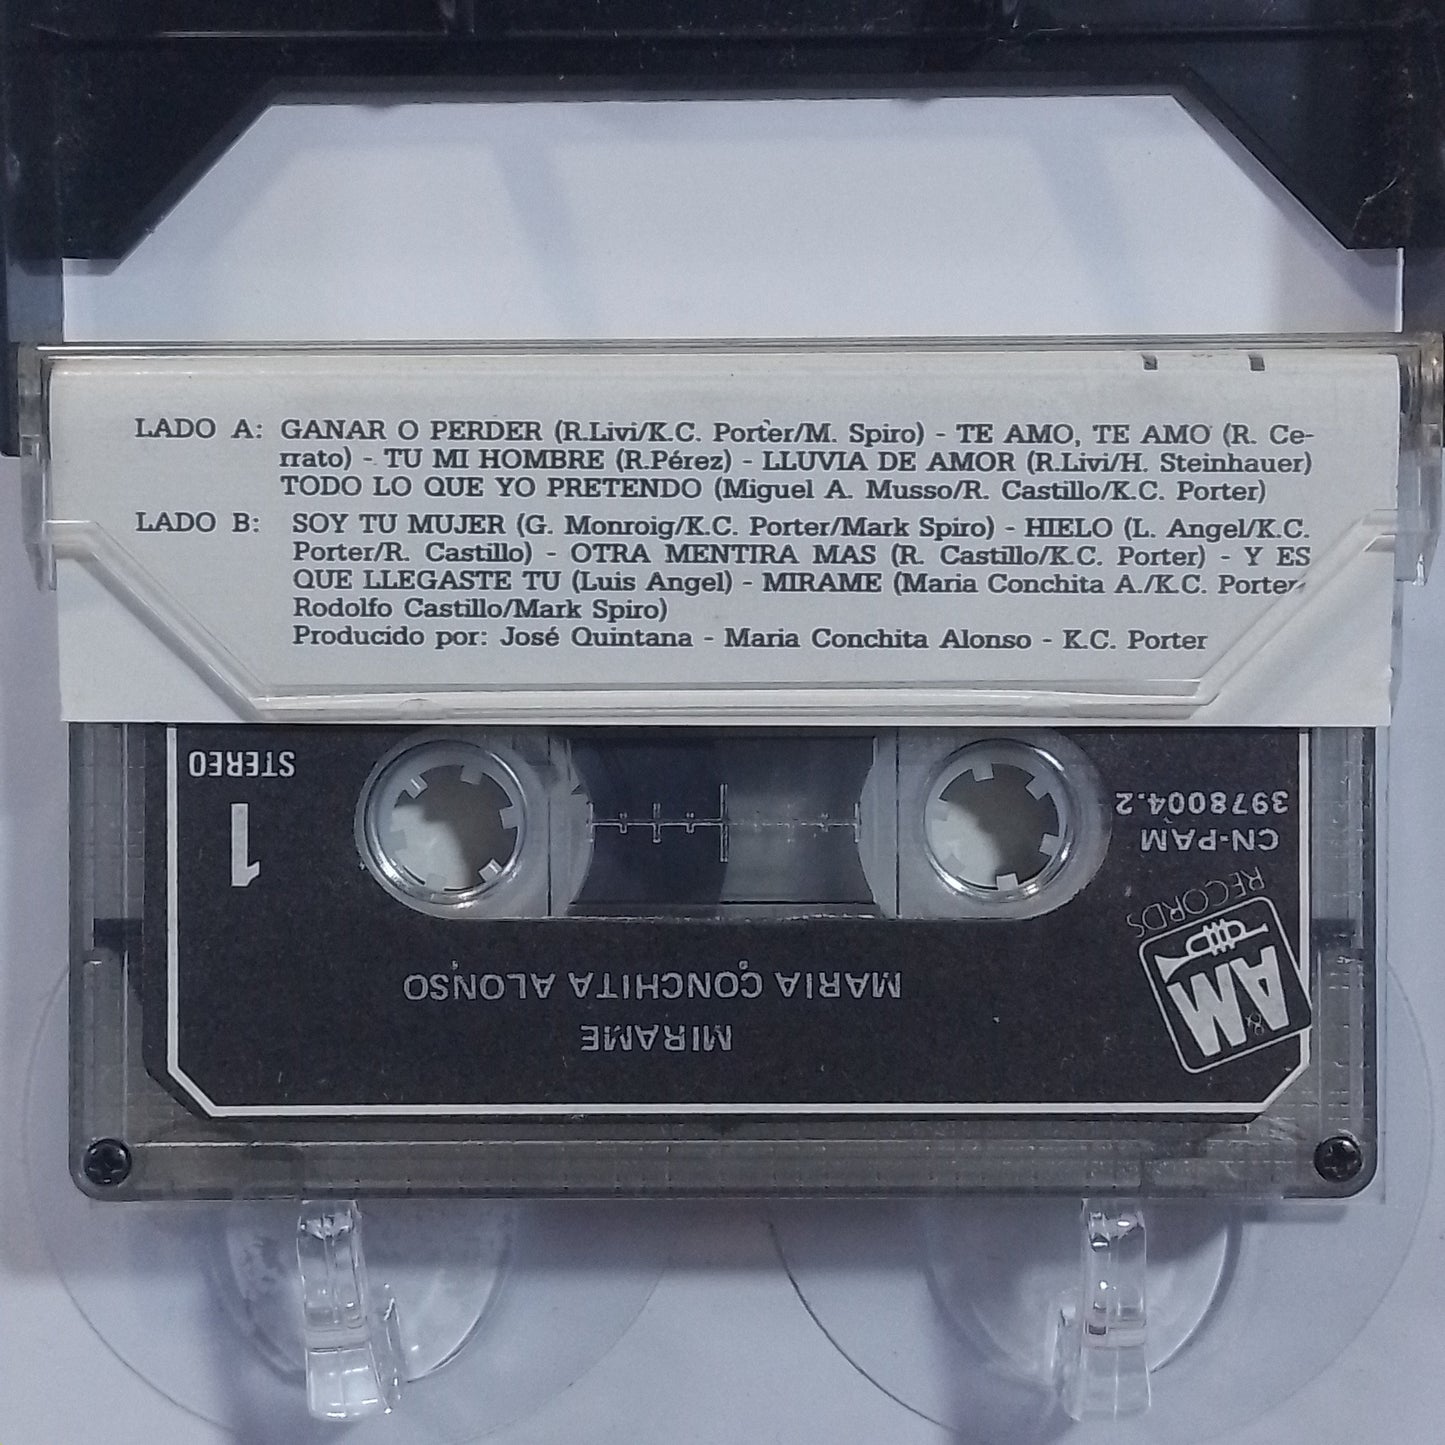 LADO A: GANAR O PERDER (R.Livi/K.C. Porter/M. Spiro) - TE AMO, TE AMO (R. Ce-
rrato) - TU MI HOMBRE (R.Pérez) - LLUVIA DE AMOR (R.Livi/H. Steinhauer)
TODO LO QUE YO PRETENDO (Miguel A. Musso/R. Castillo/K.C. Porter)
LADO B: SOY TU MUJER (G. Monroig/K.C. Porter/Mark Spiro) - HIELO (L. Angel/K.C.
Porter/R. Castillo) - OTRA MENTIRA MAS (R. Castillo/K.C. Porter) - Y ES
QUE LLEGASTE TU (Luis Angel) - MIRAME (Maria Conchita A./K.C. Porter/
Rodolfo Castillo/Mark Spiro)
Producido por: José Quintana - Maria Conchita Alonso - K.C. Porter
MIRAME
MARIA CONCHITA ALONSO
A&M
RECORDS
CN-PAM
3978004.2
1
STEREO